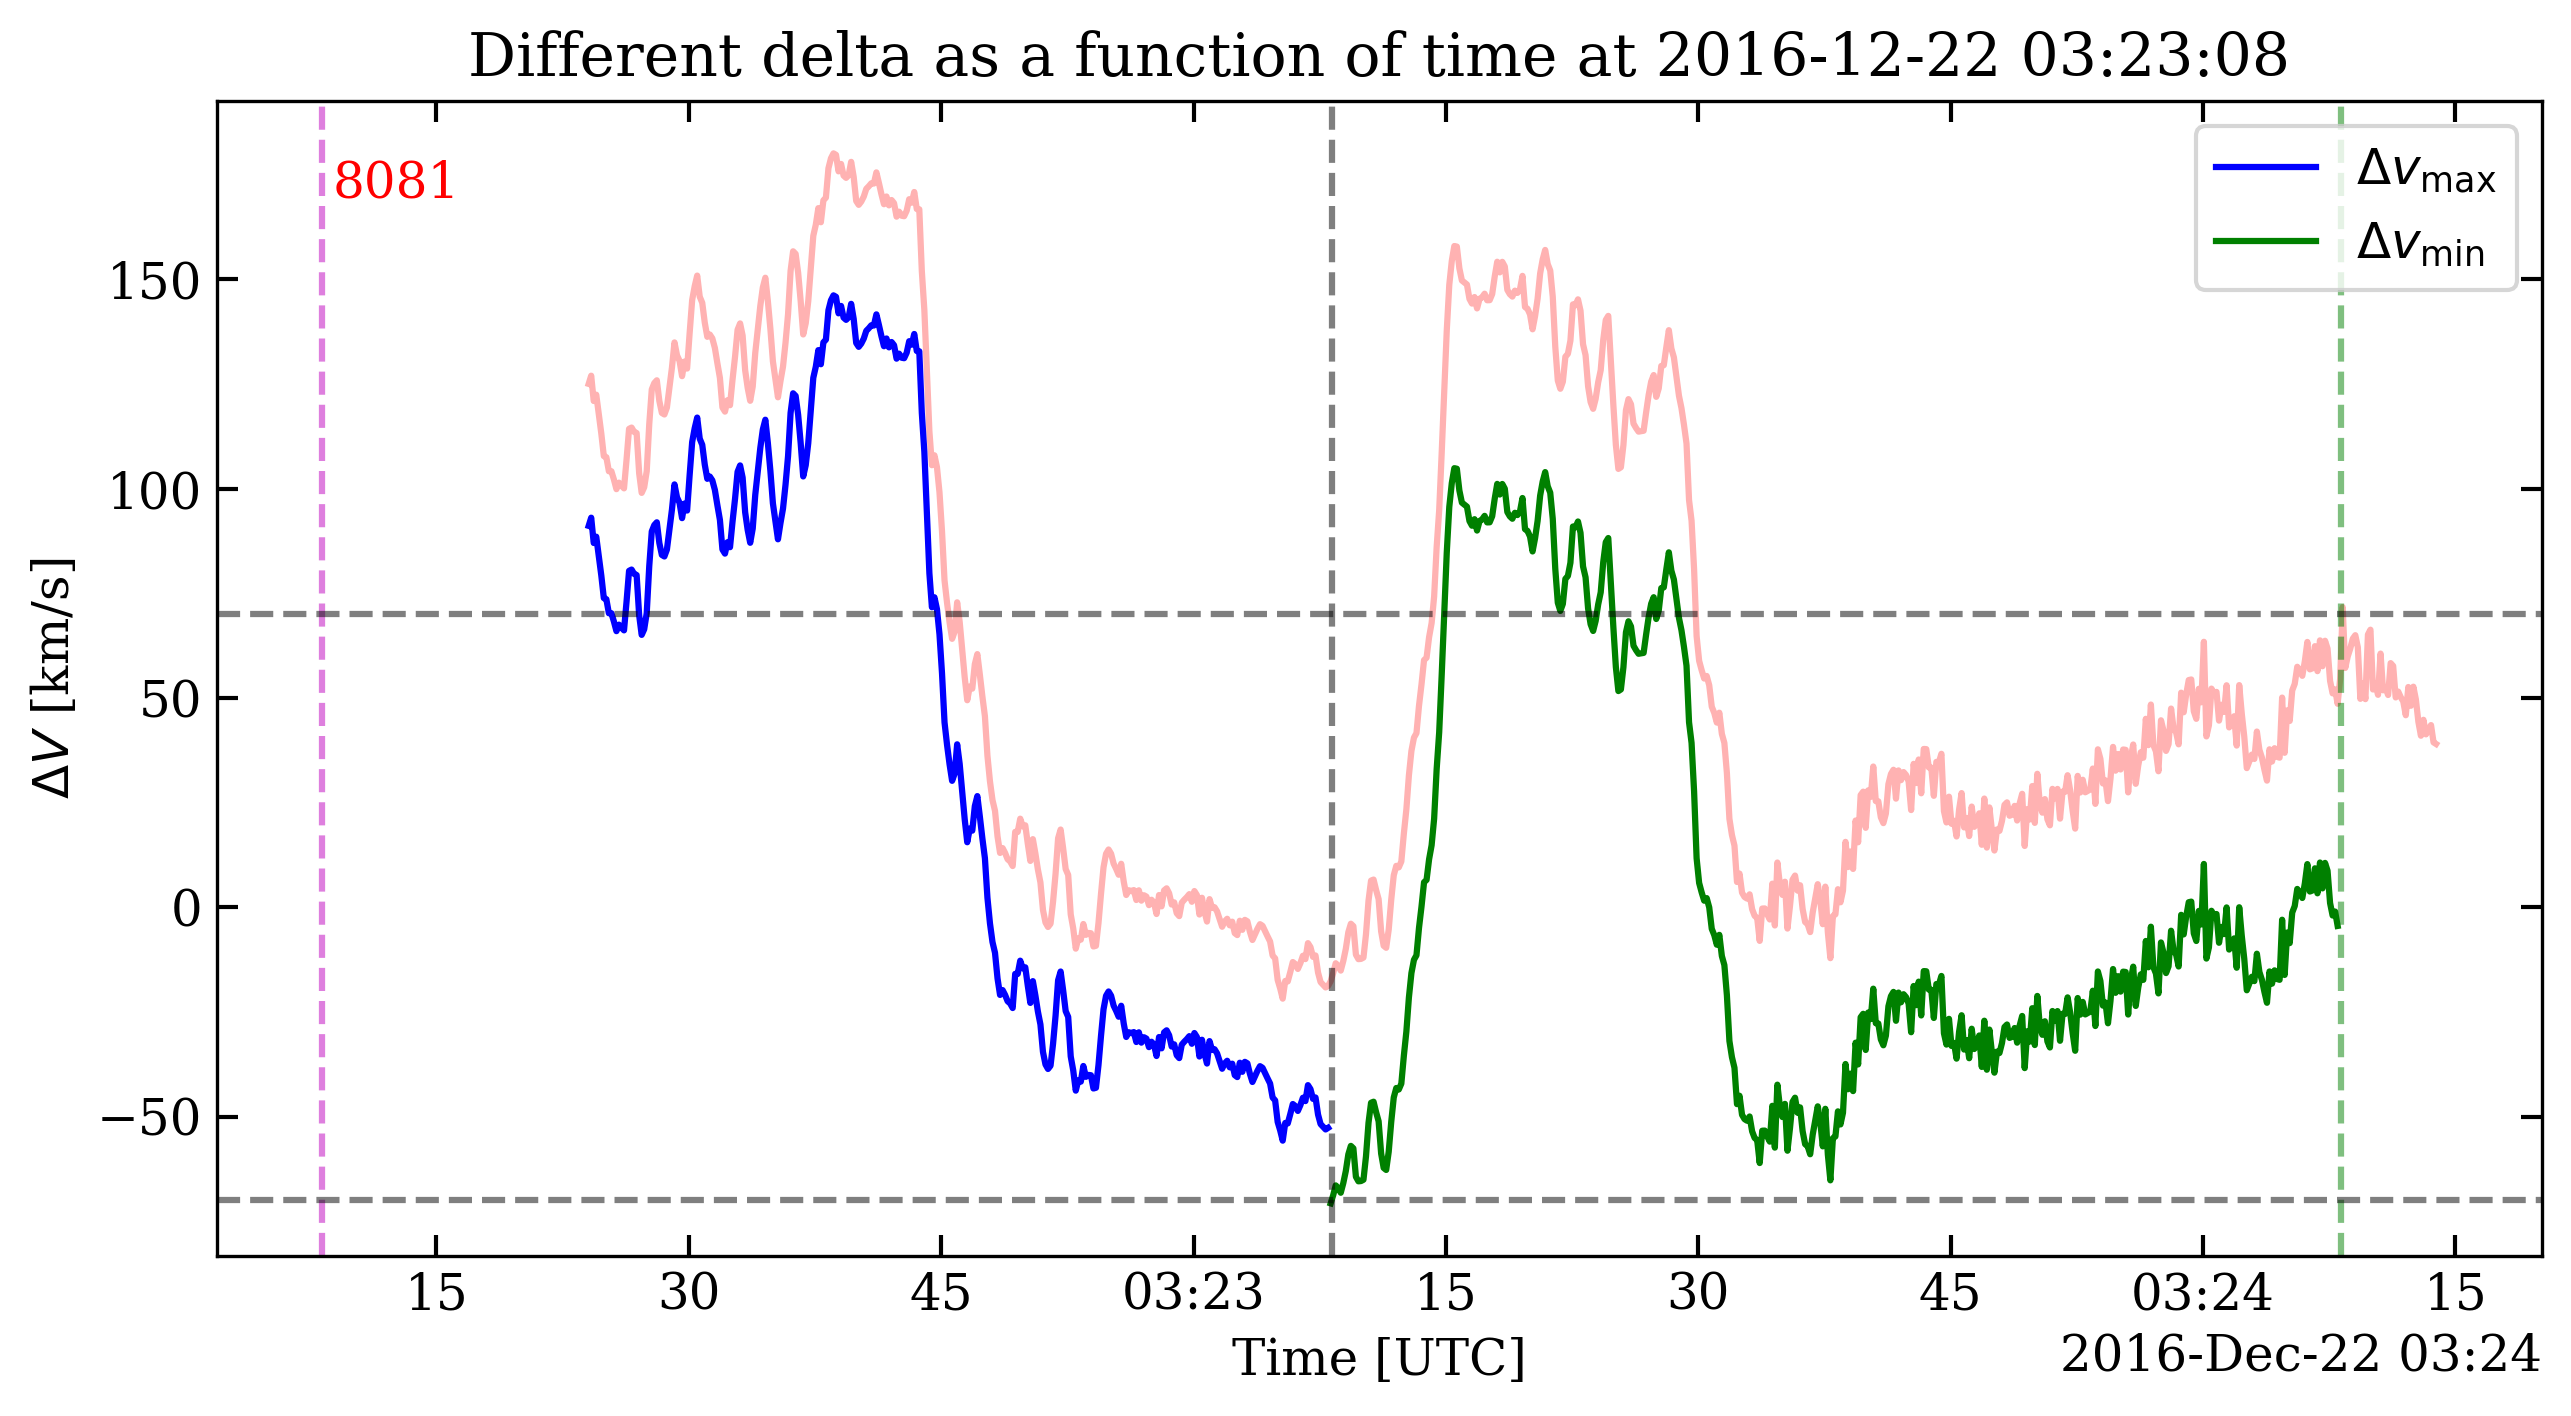 Different delta as a function of time at 2016-12-22 03:23:08
8081
Δv_max
Δv_min
150
100
50
0
−50
ΔV [km/s]
15 30 45 03:23 15 30 45 03:24 15
Time [UTC]
2016-Dec-22 03:24